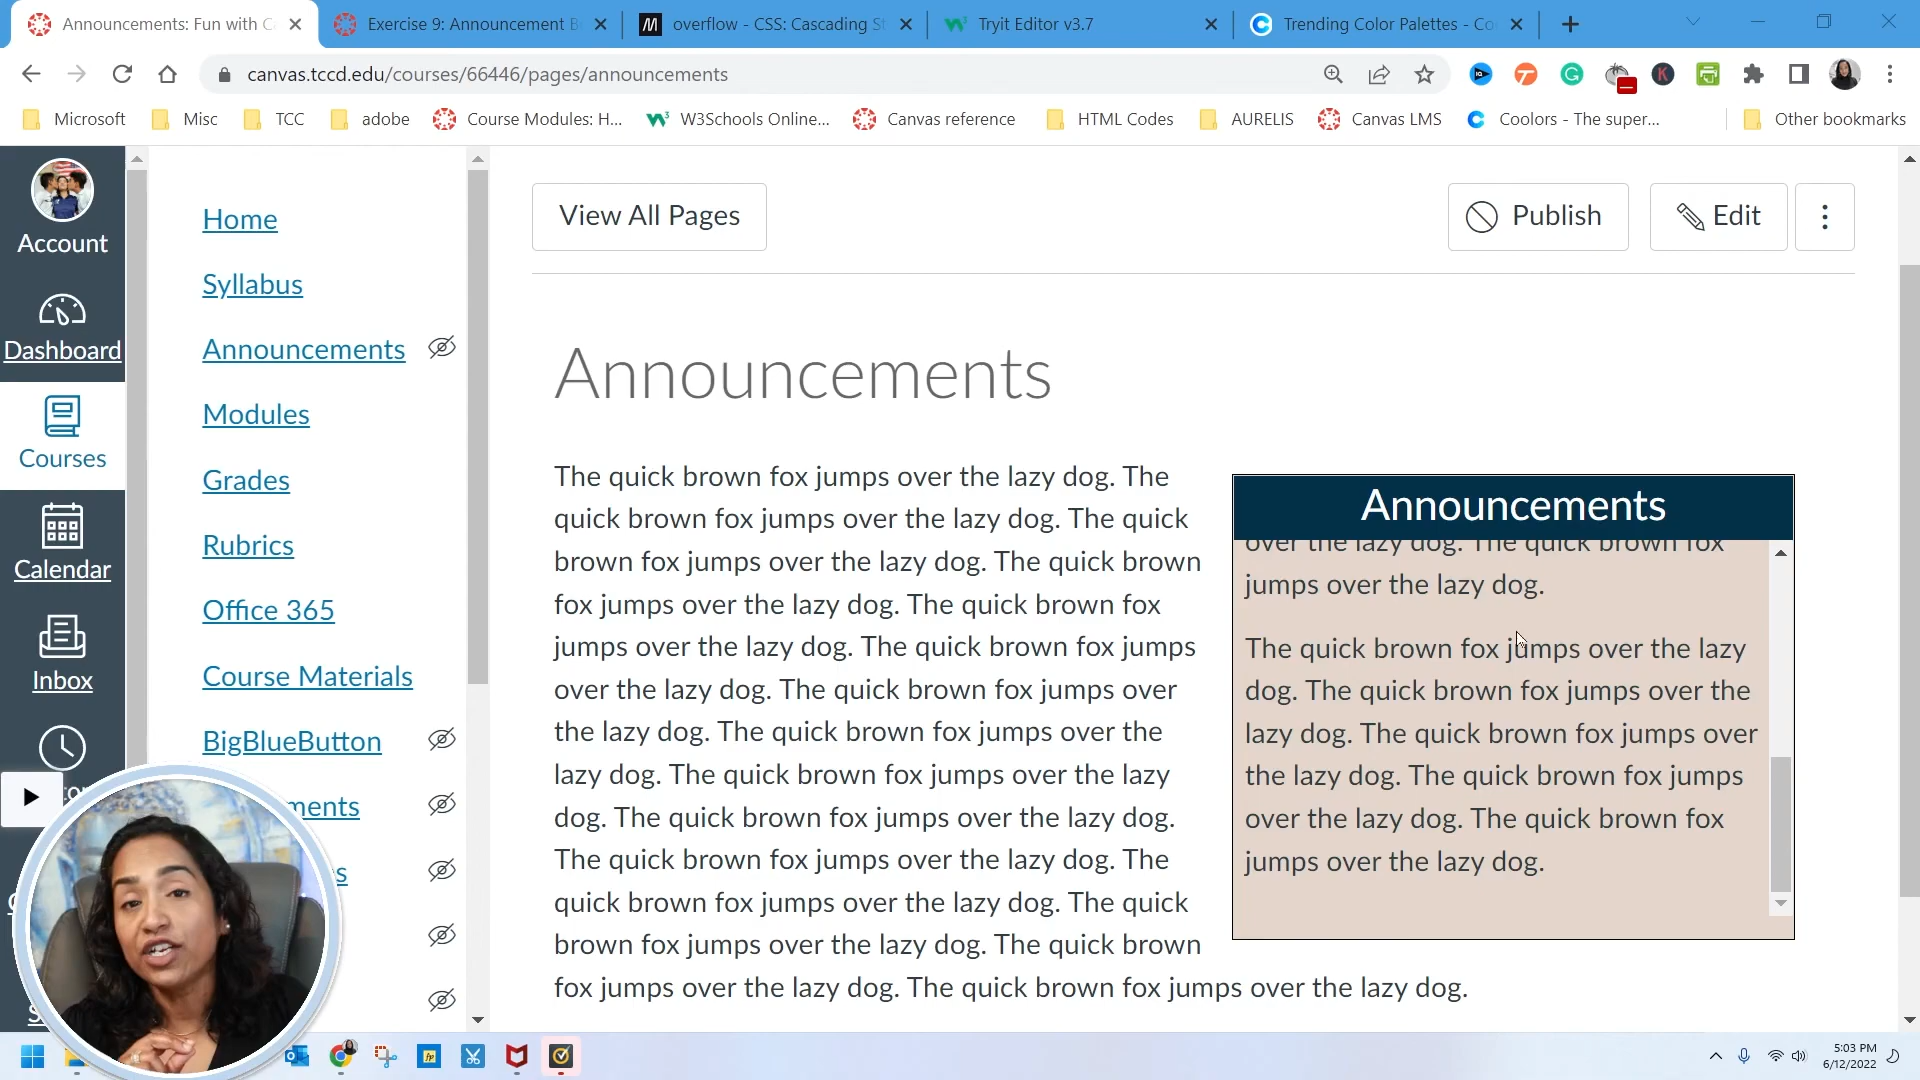 Announcements: Fun with C
Exercise 9: Announcement B
overflow - CSS: Cascading St
Tryit Editor v3.7
Trending Color Palettes - Co
canvas.tccd.edu/courses/66446/pages/announcements
Microsoft
Misc
TCC
adobe
Course Modules: H...
W3Schools Online...
Canvas reference
HTML Codes
AURELIS
Canvas LMS
Coolors - The super...
Other bookmarks
Account
Dashboard
Courses
Calendar
Inbox
Home
Syllabus
Announcements
Modules
Grades
Rubrics
Office 365
Course Materials
BigBlueButton
ments
s
View All Pages
Publish
Edit
Announcements
The quick brown fox jumps over the lazy dog. The
quick brown fox jumps over the lazy dog. The quick
brown fox jumps over the lazy dog. The quick brown
fox jumps over the lazy dog. The quick brown fox
jumps over the lazy dog. The quick brown fox jumps
over the lazy dog. The quick brown fox jumps over
the lazy dog. The quick brown fox jumps over the
lazy dog. The quick brown fox jumps over the lazy
dog. The quick brown fox jumps over the lazy dog.
The quick brown fox jumps over the lazy dog. The
quick brown fox jumps over the lazy dog. The quick
brown fox jumps over the lazy dog. The quick brown
fox jumps over the lazy dog. The quick brown fox jumps over the lazy dog.
Announcements
over the lazy dog. The quick brown fox
jumps over the lazy dog.
The quick brown fox jumps over the lazy
dog. The quick brown fox jumps over the
lazy dog. The quick brown fox jumps over
the lazy dog. The quick brown fox jumps
over the lazy dog. The quick brown fox
jumps over the lazy dog.
5:03 PM
6/12/2022